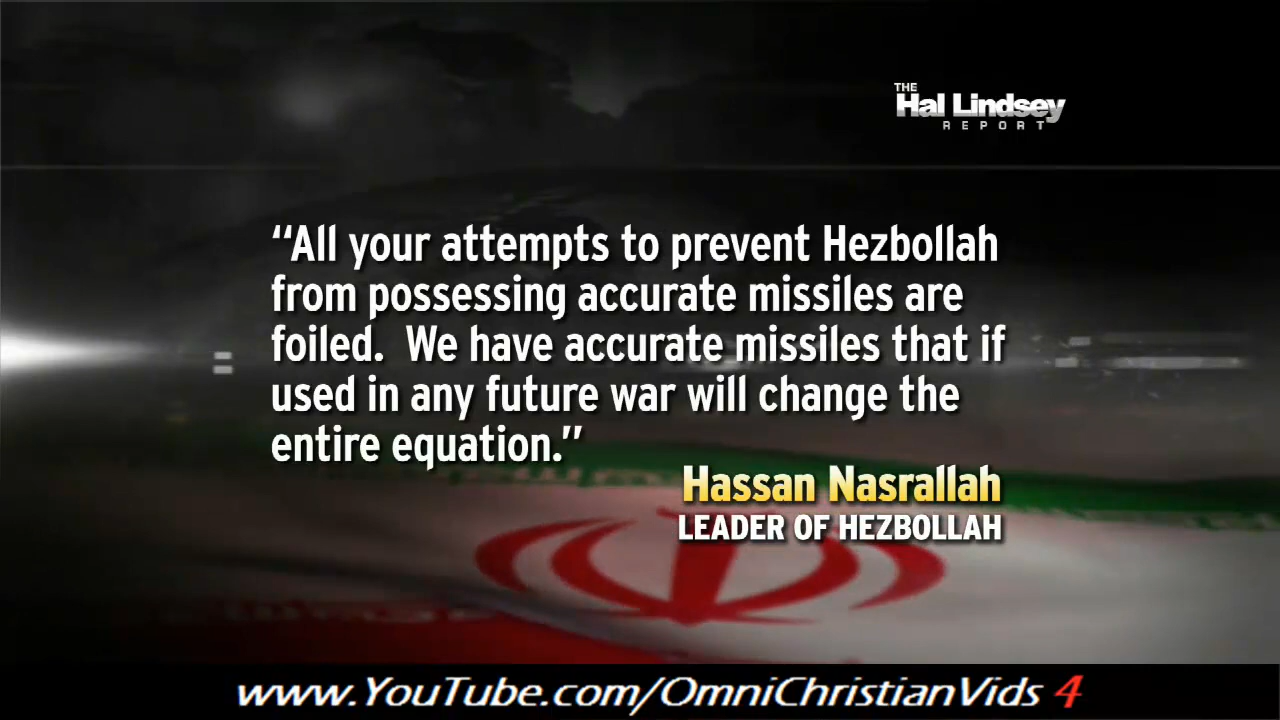 THE
Hal Lindsey
REPORT
“All your attempts to prevent Hezbollah
from possessing accurate missiles are
foiled.  We have accurate missiles that if
used in any future war will change the
entire equation.”
Hassan Nasrallah
LEADER OF HEZBOLLAH
www.YouTube.com/OmniChristianVids 4